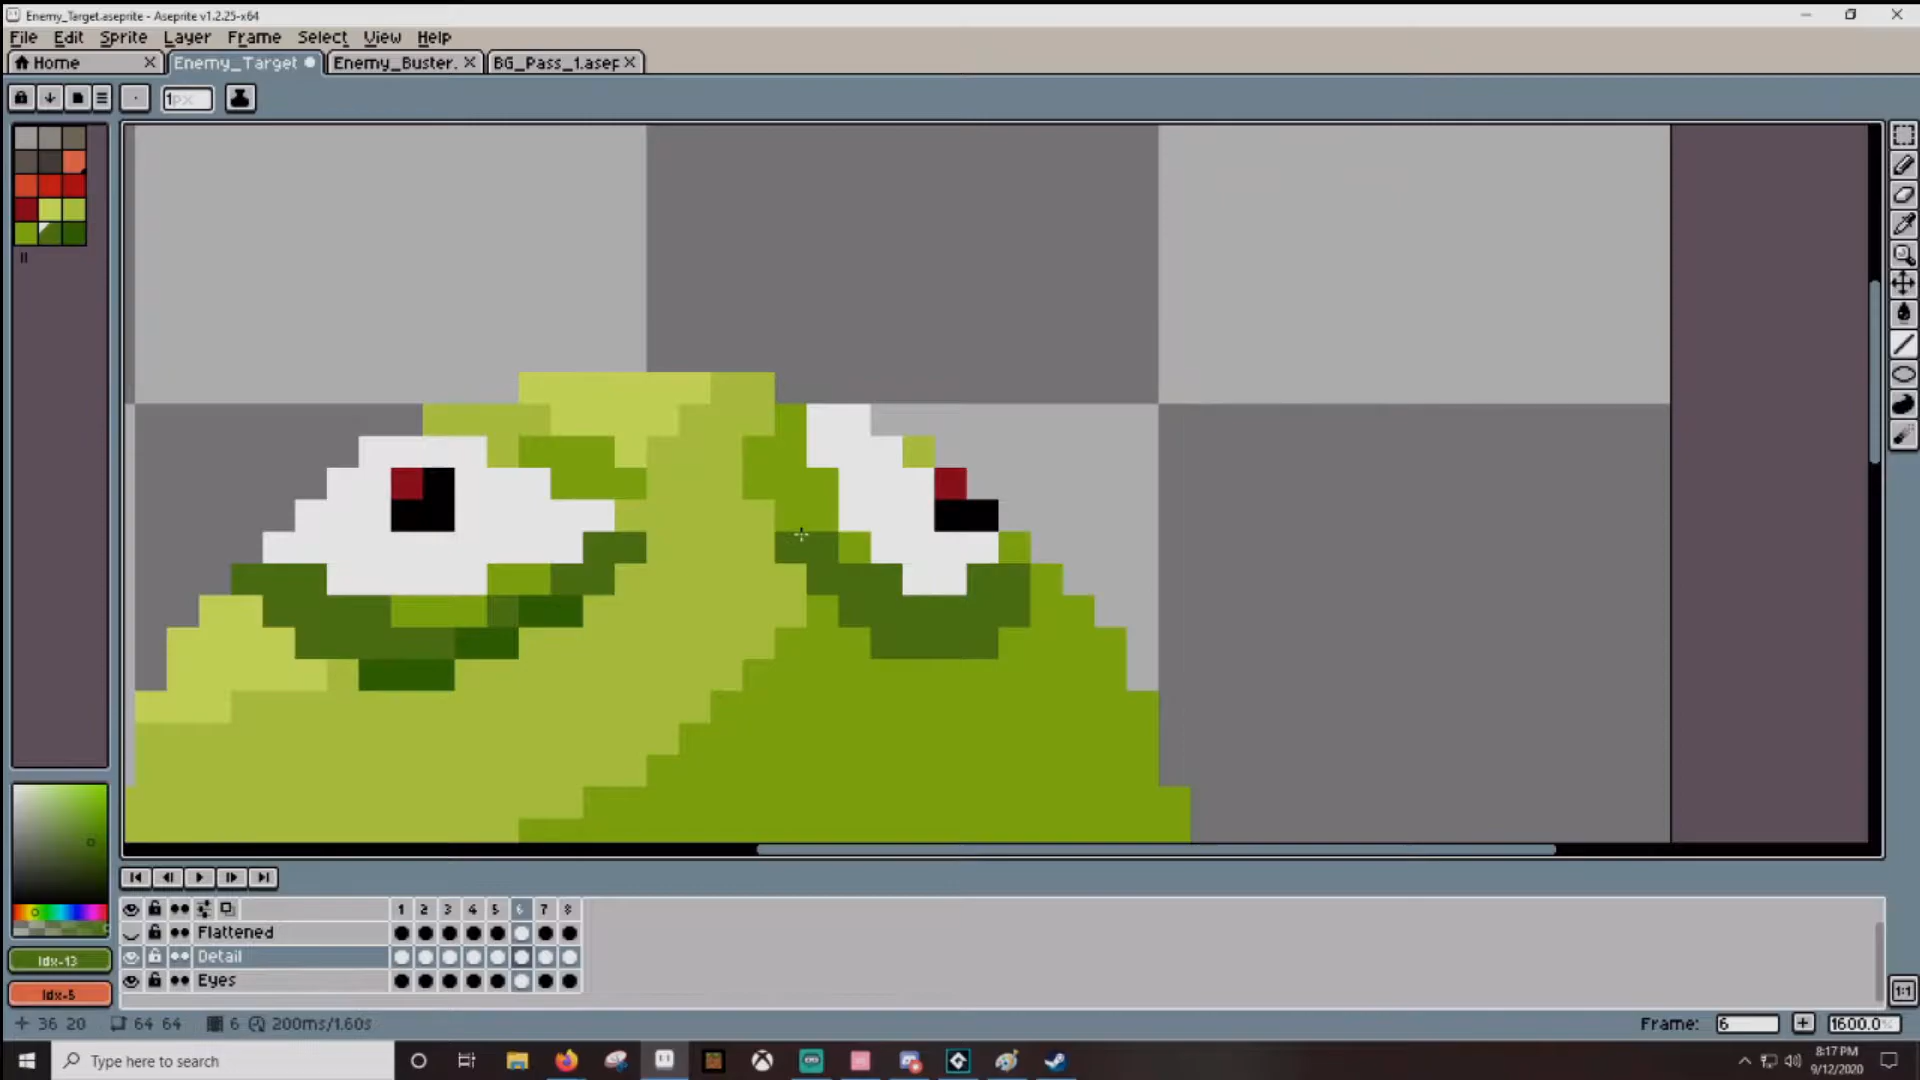 Enemy_Target.aseprite - Aseprite v1.2.25-x64
File Edit Sprite Layer Frame Select View Help
Home Enemy_Target Enemy_Buster. BG_Pass_1.asep
1px
Idx-13
Idx-5
1 2 3 4 5 6 7 8
Flattened
Detail
Eyes
1:1
36 20 64 64 6 200ms/1.60s Frame: 6 1600.0%
Type here to search
8:17 PM
9/12/2020